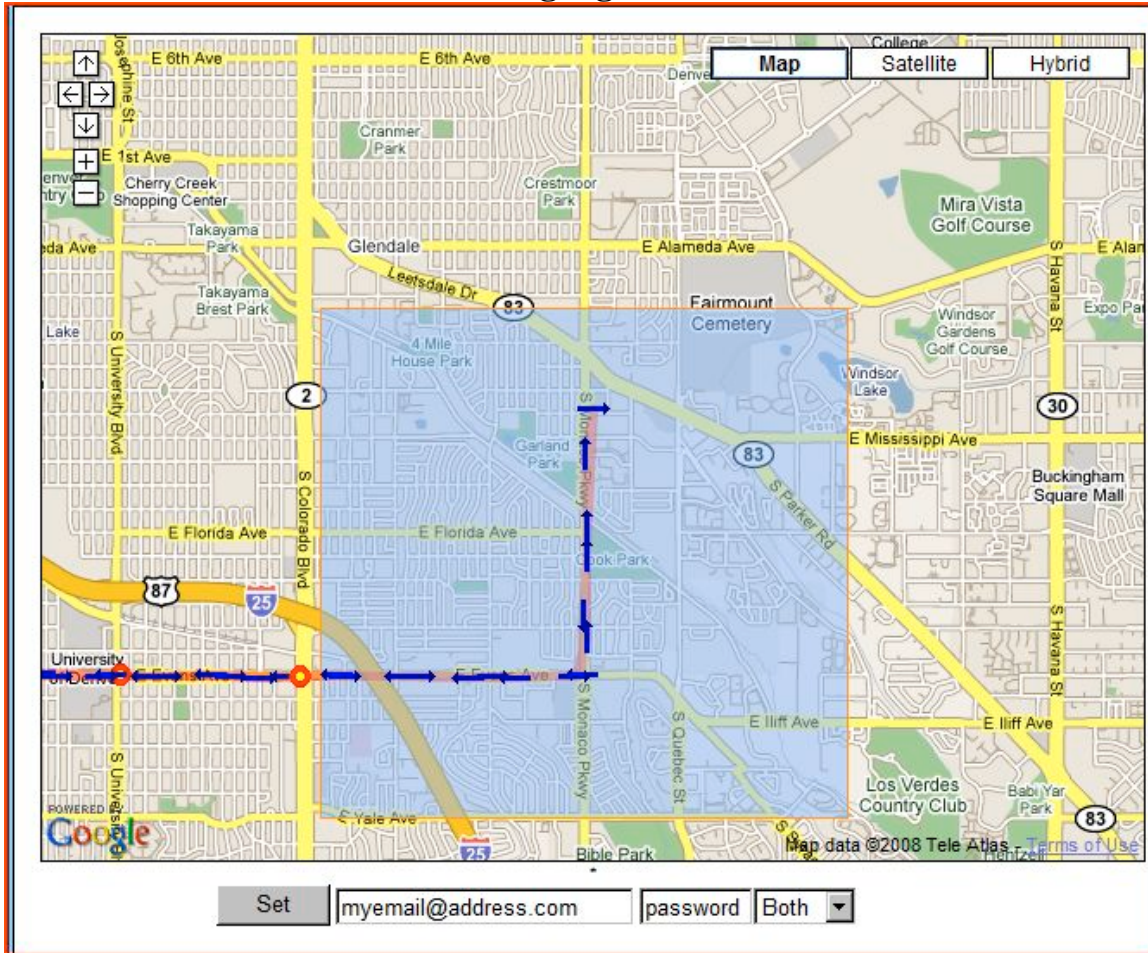 College
E 6th Ave
E 6th Ave
Map
Satellite
Hybrid
Josephine St
Cranmer
Park
E 1st Ave
Cherry Creek
Shopping Center
Crestmoor
Park
Mira Vista
Golf Course
Takayama
Park
Glendale
E Alameda Ave
S Havana St
Leetsdale Dr
Takayama
Brest Park
83
Fairmount
Cemetery
Windsor
Gardens
Golf Course
Lake
S University Blvd
4 Mile
House Park
Windsor
Lake
2
30
Garland
Park
E Mississippi Ave
83
S Colorado Blvd
Buckingham
Square Mall
S Parker Rd
E Florida Ave
E Florida Ave
Cook Park
87
25
University
S Havana St
S Monaco Pkwy
S Quebec St
E Iliff Ave
E Iliff Ave
Los Verdes
Country Club
Babi Yar
Park
83
POWERED BY
Google
S Yale Ave
25
Bible Park
Map data ©2008 Tele Atlas - Terms of Use
Set
myemail@address.com
password
Both